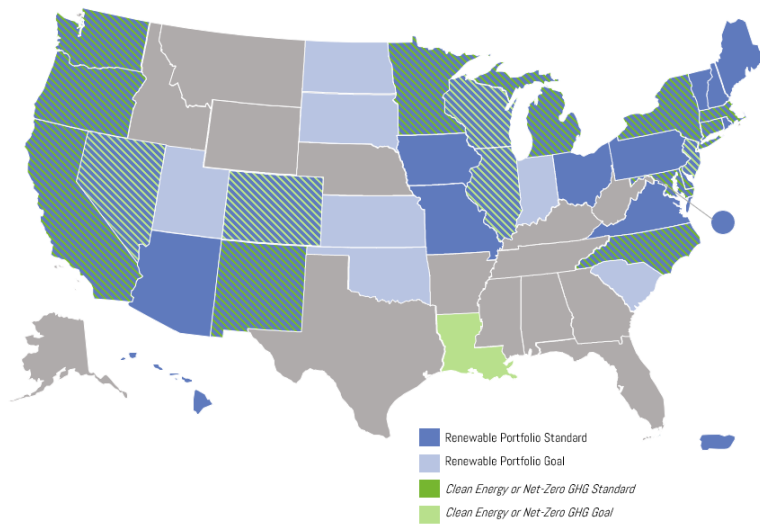 Renewable Portfolio Standard
Renewable Portfolio Goal
Clean Energy or Net-Zero GHG Standard
Clean Energy or Net-Zero GHG Goal